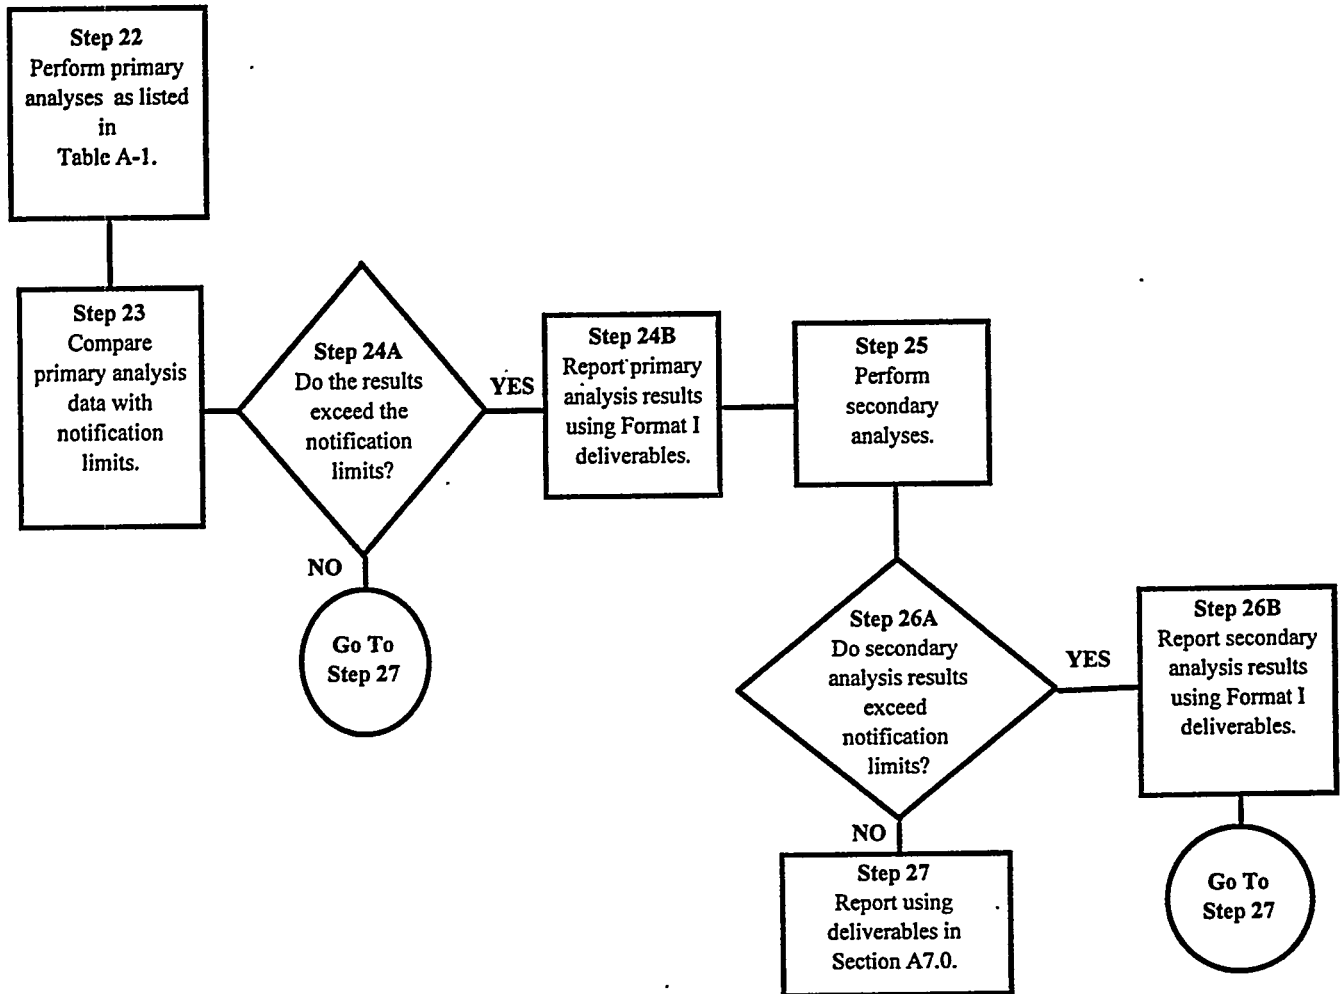 Step 22
Perform primary
analyses as listed
in
Table A-1.
Step 23
Compare
primary analysis
data with
notification
limits.
Step 24A
Do the results
exceed the
notification
limits?
YES
NO
Go To
Step 27
Step 24B
Report primary
analysis results
using Format I
deliverables.
Step 25
Perform
secondary
analyses.
Step 26A
Do secondary
analysis results
exceed
notification
limits?
YES
NO
Step 26B
Report secondary
analysis results
using Format I
deliverables.
Go To
Step 27
Step 27
Report using
deliverables in
Section A7.0.